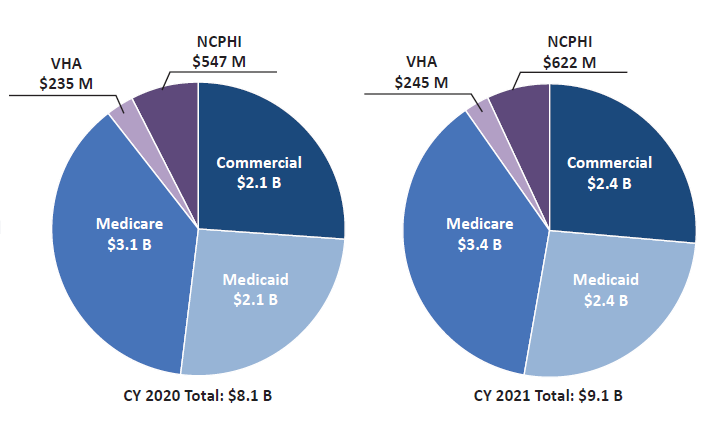 VHA
$235 M
NCPHI
$547 M
Commercial
$2.1 B
Medicare
$3.1 B
Medicaid
$2.1 B
CY 2020 Total: $8.1 B
VHA
$245 M
NCPHI
$622 M
Commercial
$2.4 B
Medicare
$3.4 B
Medicaid
$2.4 B
CY 2021 Total: $9.1 B